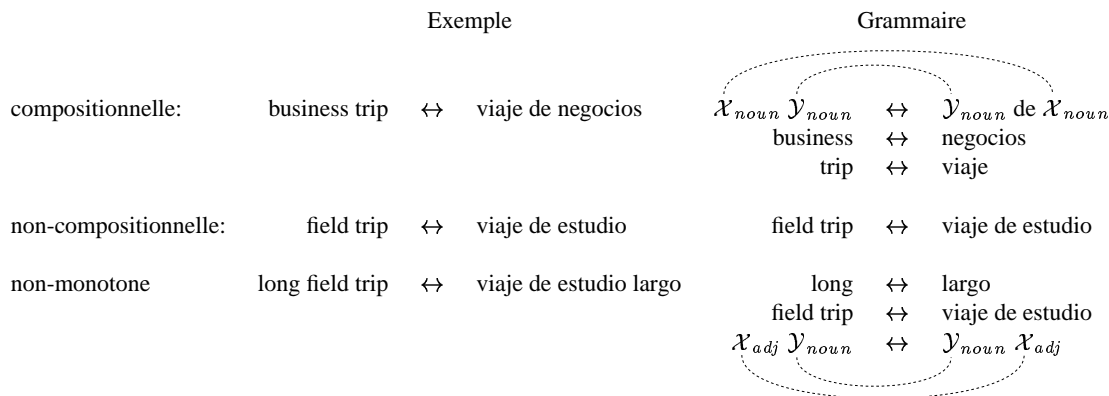 Exemple Grammaire
compositionnelle: business trip ↔ viaje de negocios 𝒳noun 𝒴noun ↔ 𝒴noun de 𝒳noun
business ↔ negocios
trip ↔ viaje
non-compositionnelle: field trip ↔ viaje de estudio field trip ↔ viaje de estudio
non-monotone long field trip ↔ viaje de estudio largo long ↔ largo
field trip ↔ viaje de estudio
𝒳adj 𝒴noun ↔ 𝒴noun 𝒳adj